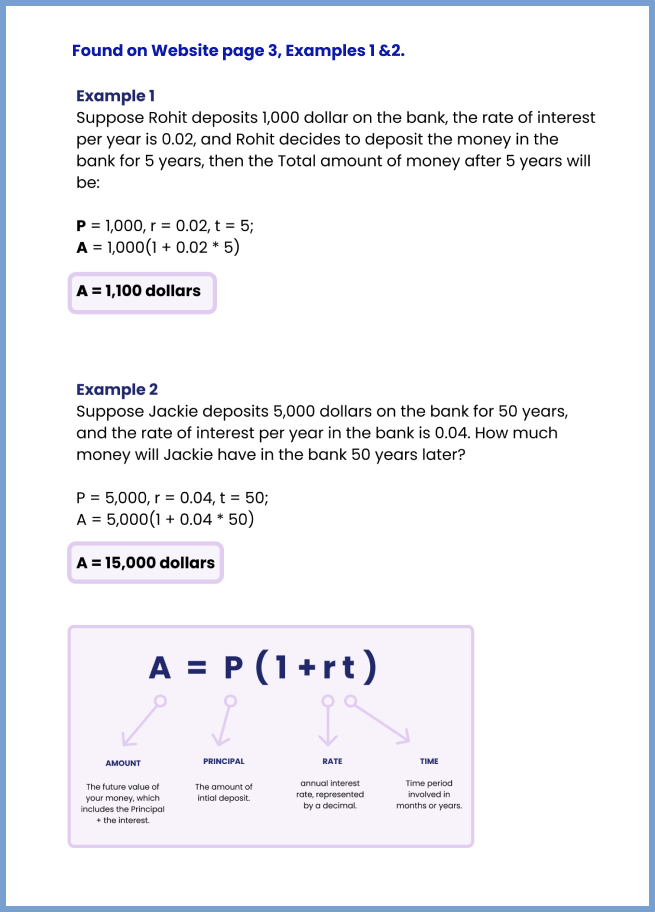 Found on Website page 3, Examples 1 &2.
Example 1
Suppose Rohit deposits 1,000 dollar on the bank, the rate of interest
per year is 0.02, and Rohit decides to deposit the money in the
bank for 5 years, then the Total amount of money after 5 years will
be:
P = 1,000, r = 0.02, t = 5;
A = 1,000(1 + 0.02 * 5)
A = 1,100 dollars
Example 2
Suppose Jackie deposits 5,000 dollars on the bank for 50 years,
and the rate of interest per year in the bank is 0.04. How much
money will Jackie have in the bank 50 years later?
P = 5,000, r = 0.04, t = 50;
A = 5,000(1 + 0.04 * 50)
A = 15,000 dollars
A = P (1+rt)
AMOUNT
The future value of
your money, which
includes the Principal
+ the interest.
PRINCIPAL
The amount of
intial deposit.
RATE
annual interest
rate, represented
by a decimal.
TIME
Time period
involved in
months or years.